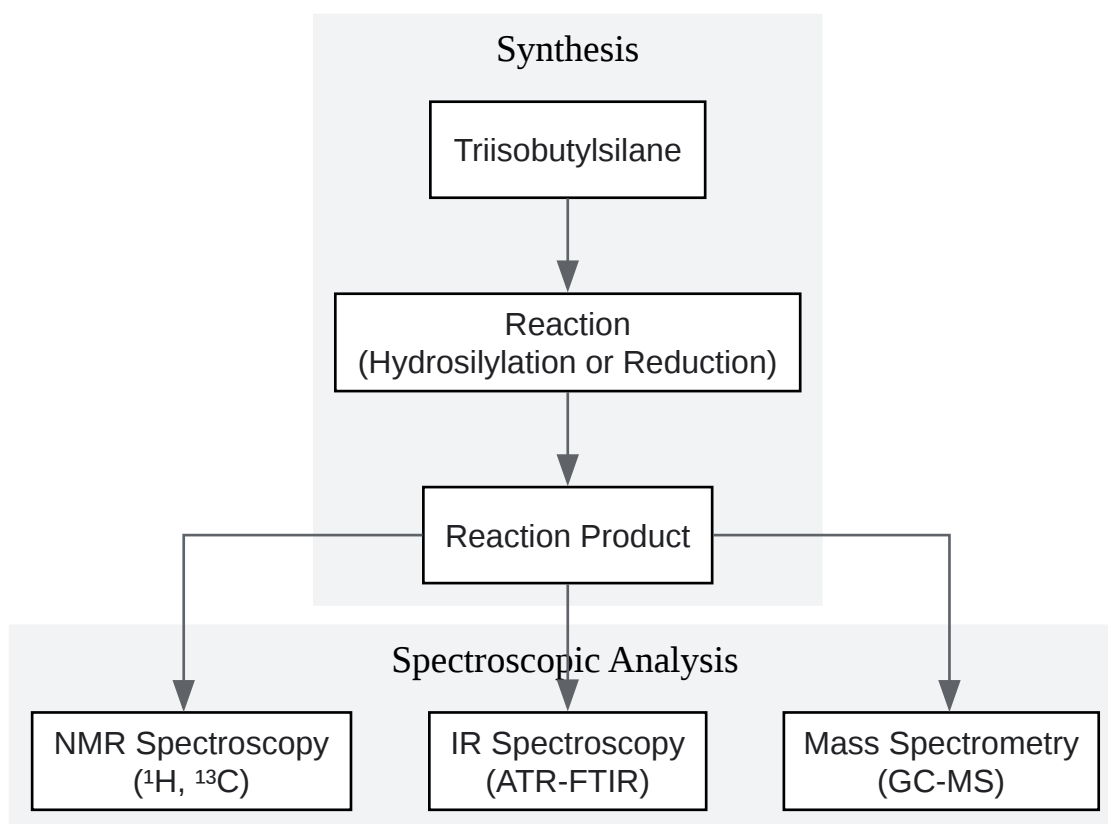 Synthesis
Triisobutylsilane
Reaction
(Hydrosilylation or Reduction)
Reaction Product
Spectroscopic Analysis
NMR Spectroscopy
(¹H, ¹³C)
IR Spectroscopy
(ATR-FTIR)
Mass Spectrometry
(GC-MS)